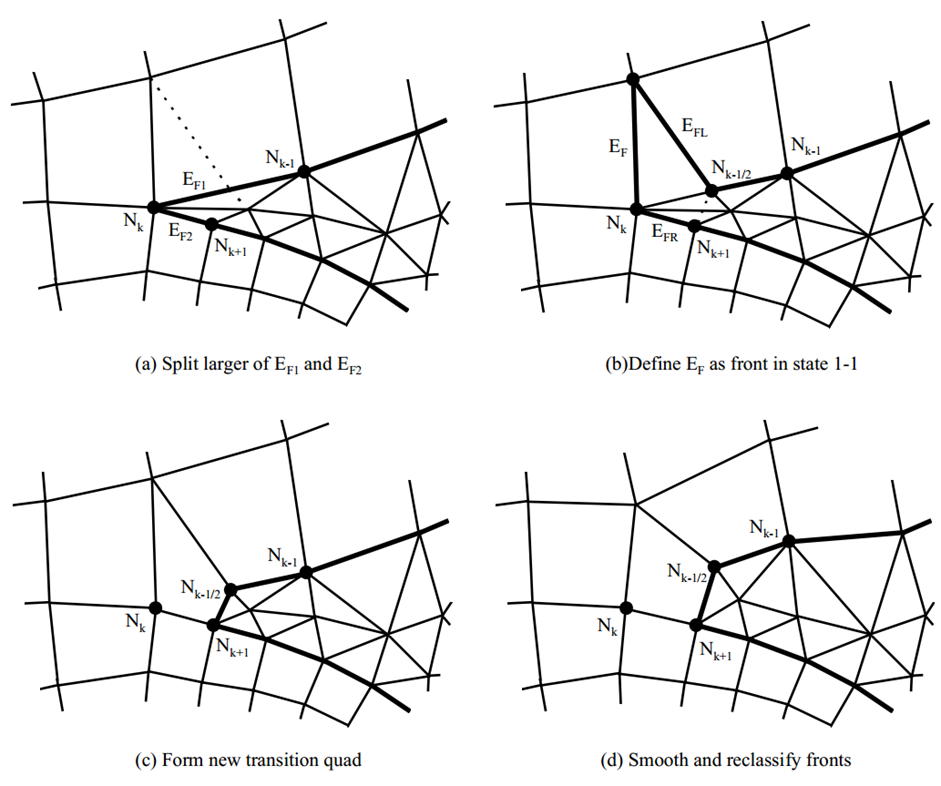 N_k-1
E_F1
N_k
E_F2
N_k+1
(a) Split larger of E_F1 and E_F2
E_FL
E_F
N_k-1
N_k-1/2
N_k
E_FR
N_k+1
(b)Define E_F as front in state 1-1
N_k-1
N_k-1/2
N_k
N_k+1
(c) Form new transition quad
N_k-1
N_k-1/2
N_k
N_k+1
(d) Smooth and reclassify fronts